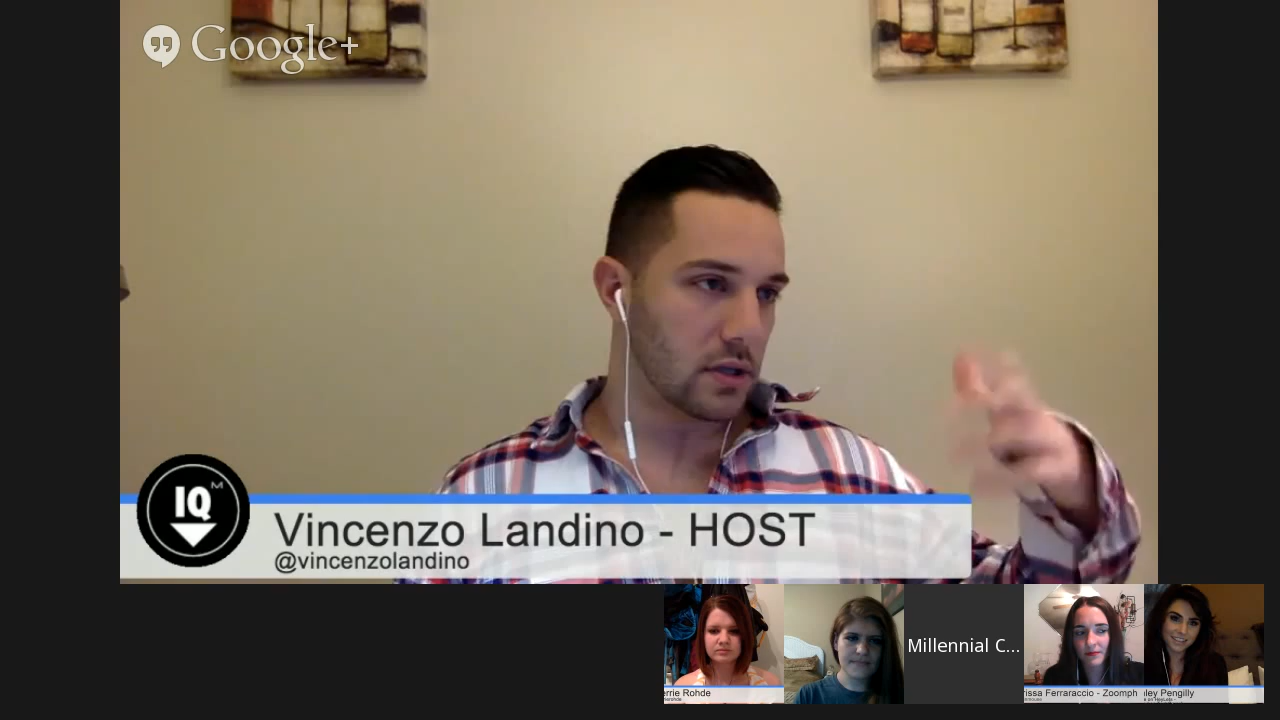 Google+
IQ M
Vincenzo Landino - HOST
@vincenzolandino
Millennial C...
errie Rohde
rissa Ferraraccio - Zoomph
ley Pengilly